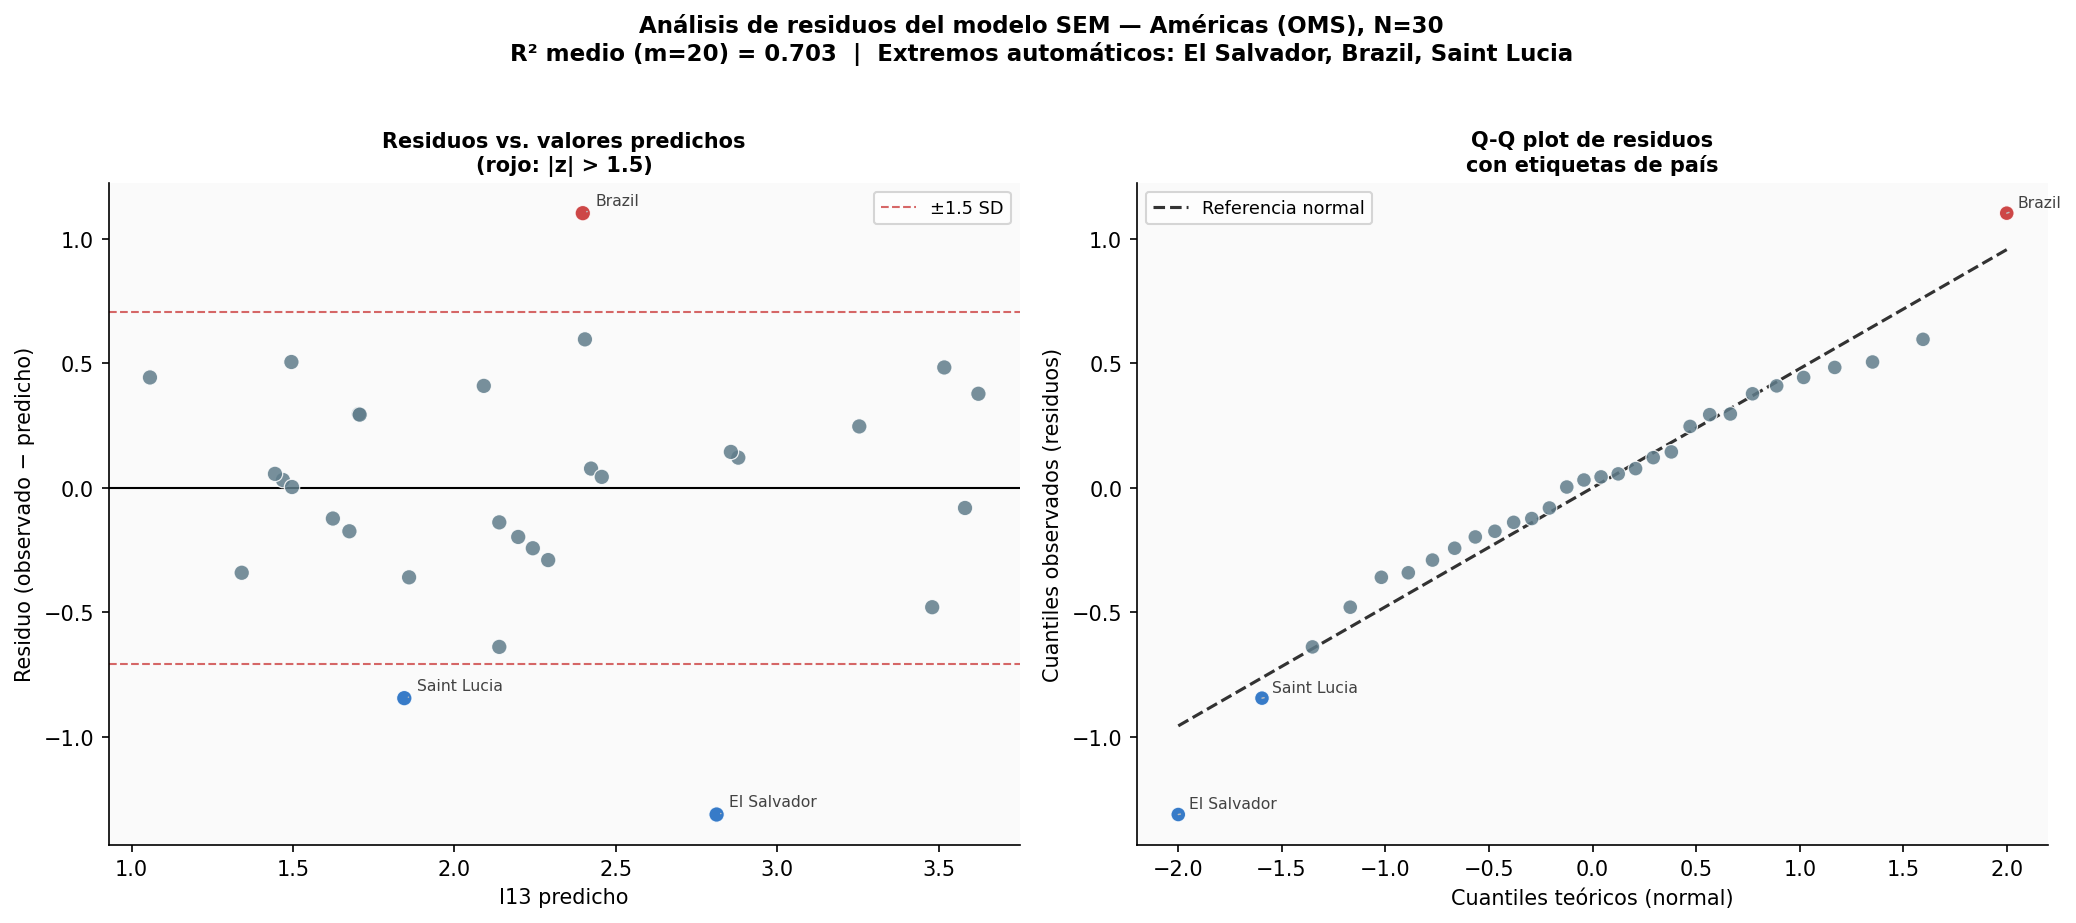 Análisis de residuos del modelo SEM — Américas (OMS), N=30
R² medio (m=20) = 0.703 | Extremos automáticos: El Salvador, Brazil, Saint Lucia
Residuos vs. valores predichos
(rojo: |z| > 1.5)
Residuo (observado − predicho)
1.0
0.5
0.0
−0.5
−1.0
Brazil
±1.5 SD
Saint Lucia
El Salvador
1.0 1.5 2.0 2.5 3.0 3.5
I13 predicho
Q-Q plot de residuos
con etiquetas de país
Cuantiles observados (residuos)
1.0
0.5
0.0
−0.5
−1.0
Referencia normal
Brazil
Saint Lucia
El Salvador
−2.0 −1.5 −1.0 −0.5 0.0 0.5 1.0 1.5 2.0
Cuantiles teóricos (normal)